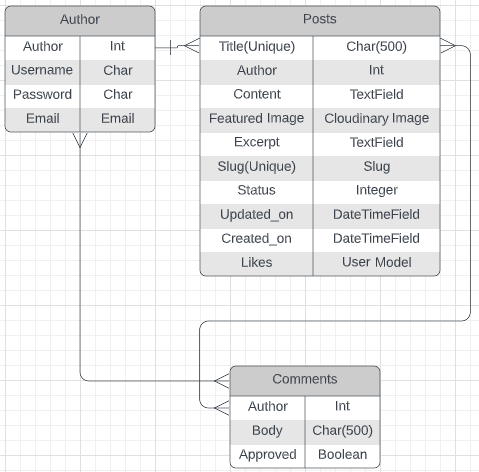 Author
Author Int
Username Char
Password Char
Email Email
Posts
Title(Unique) Char(500)
Author Int
Content TextField
Featured Image Cloudinary Image
Excerpt TextField
Slug(Unique) Slug
Status Integer
Updated_on DateTimeField
Created_on DateTimeField
Likes User Model
Comments
Author Int
Body Char(500)
Approved Boolean